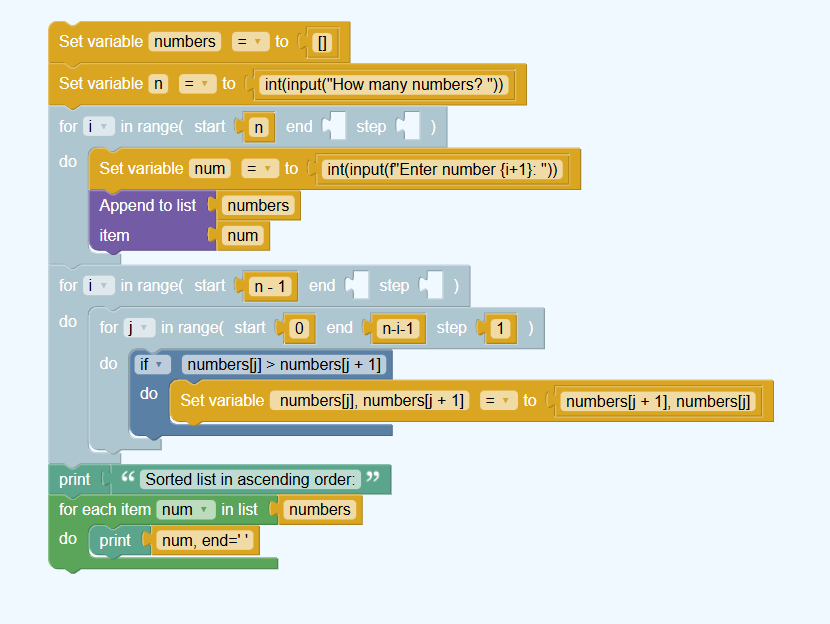 Set variable numbers = to []
Set variable n = to int(input("How many numbers? "))
for i in range( start n end step )
do Set variable num = to int(input(f"Enter number {i+1}: "))
Append to list numbers
item num
for i in range( start n - 1 end step )
do for j in range( start 0 end n-i-1 step 1 )
do if numbers[j] > numbers[j + 1]
do Set variable numbers[j], numbers[j + 1] = to numbers[j + 1], numbers[j]
print “ Sorted list in ascending order: ”
for each item num in list numbers
do print num, end=' '